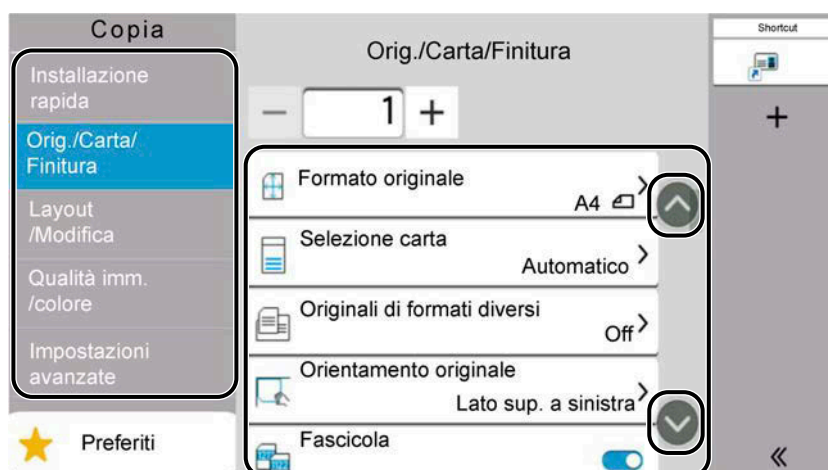 Copia
Installazione
rapida
Orig./Carta/
Finitura
Layout
/Modifica
Qualità imm.
/colore
Impostazioni
avanzate
Preferiti
Orig./Carta/Finitura
1
Formato originale
A4
Selezione carta
Automatico
Originali di formati diversi
Off
Orientamento originale
Lato sup. a sinistra
Fascicola
Shortcut